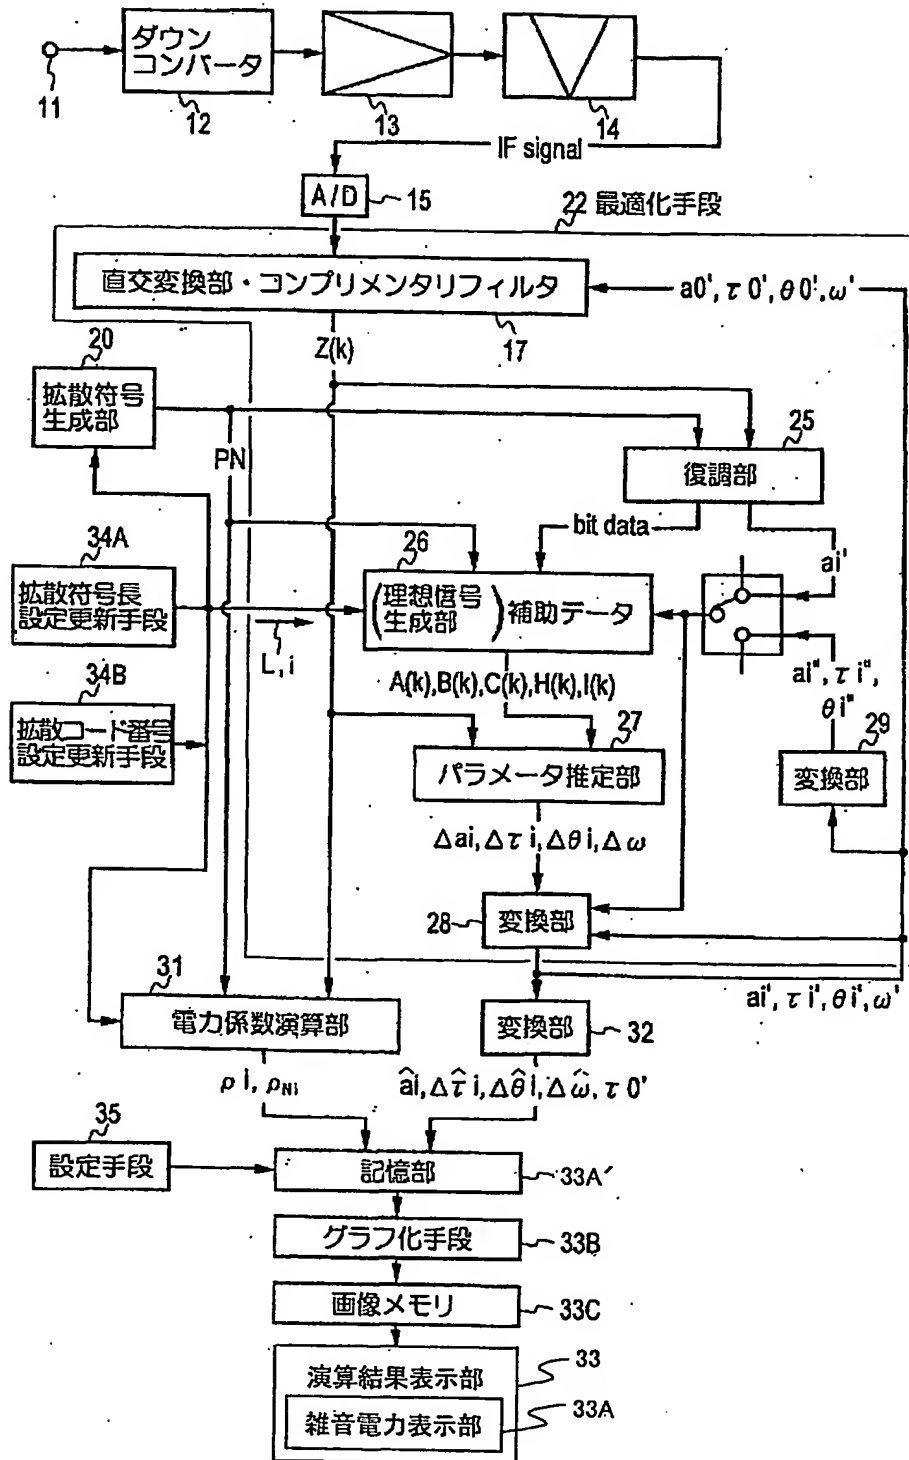 ダウン
コンバータ
11
12
13
14
IF signal
A/D
15
22 最適化手段
直交変換部・コンプリメンタリフィルタ
a0', τ0', θ0', ω'
17
Z(k)
20
拡散符号
生成部
PN
25
復調部
bit data
ai'
34A
拡散符号長
設定更新手段
26
(理想信号
生成部)補助データ
L, i
A(k),B(k),C(k),H(k),I(k)
ai", τi",
θi"
34B
拡散コード番号
設定更新手段
27
パラメータ推定部
29
変換部
Δai,Δτi,Δθi,Δω
28
変換部
ai', τi', θi', ω'
31
電力係数演算部
変換部
32
ρi, ρNi
âi,Δτ̂i,Δθ̂i,Δω̂, τ0'
35
設定手段
記憶部
33A'
グラフ化手段
33B
画像メモリ
33C
演算結果表示部
33
雑音電力表示部
33A